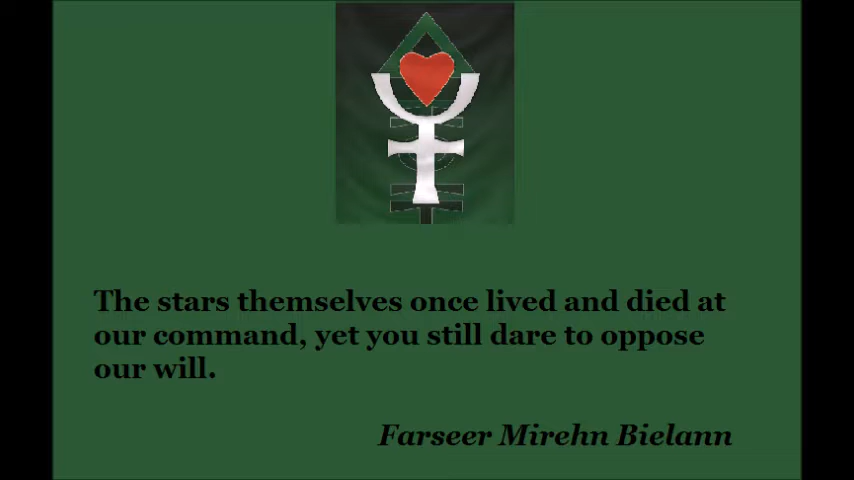 The stars themselves once lived and died at
our command, yet you still dare to oppose
our will.
Farseer Mirehn Bielann